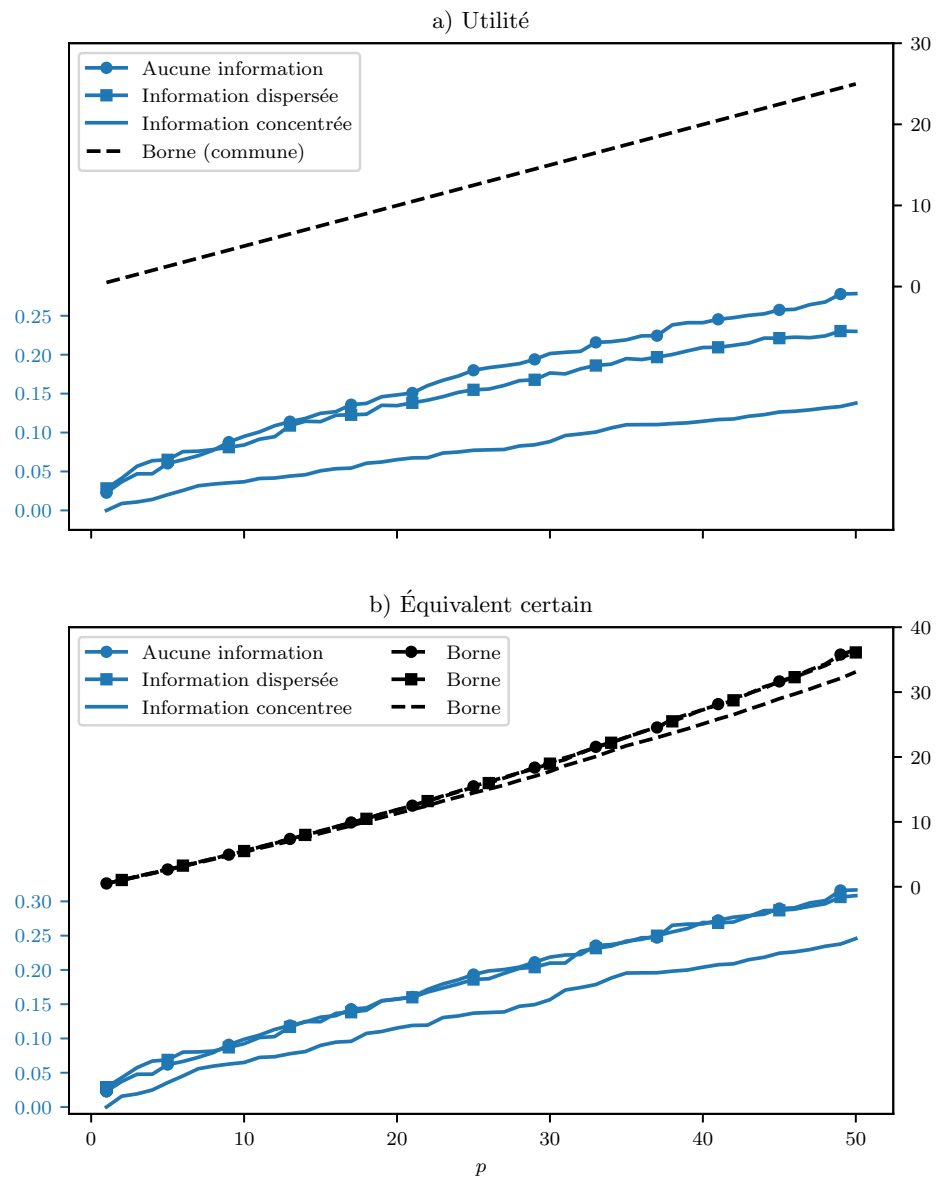 a) Utilité
Aucune information
Information dispersée
Information concentrée
Borne (commune)
30
20
10
0
0.25
0.20
0.15
0.10
0.05
0.00
b) Équivalent certain
Aucune information
Information dispersée
Information concentree
Borne
Borne
Borne
40
30
20
10
0
0.30
0.25
0.20
0.15
0.10
0.05
0.00
0 10 20 30 40 50
p